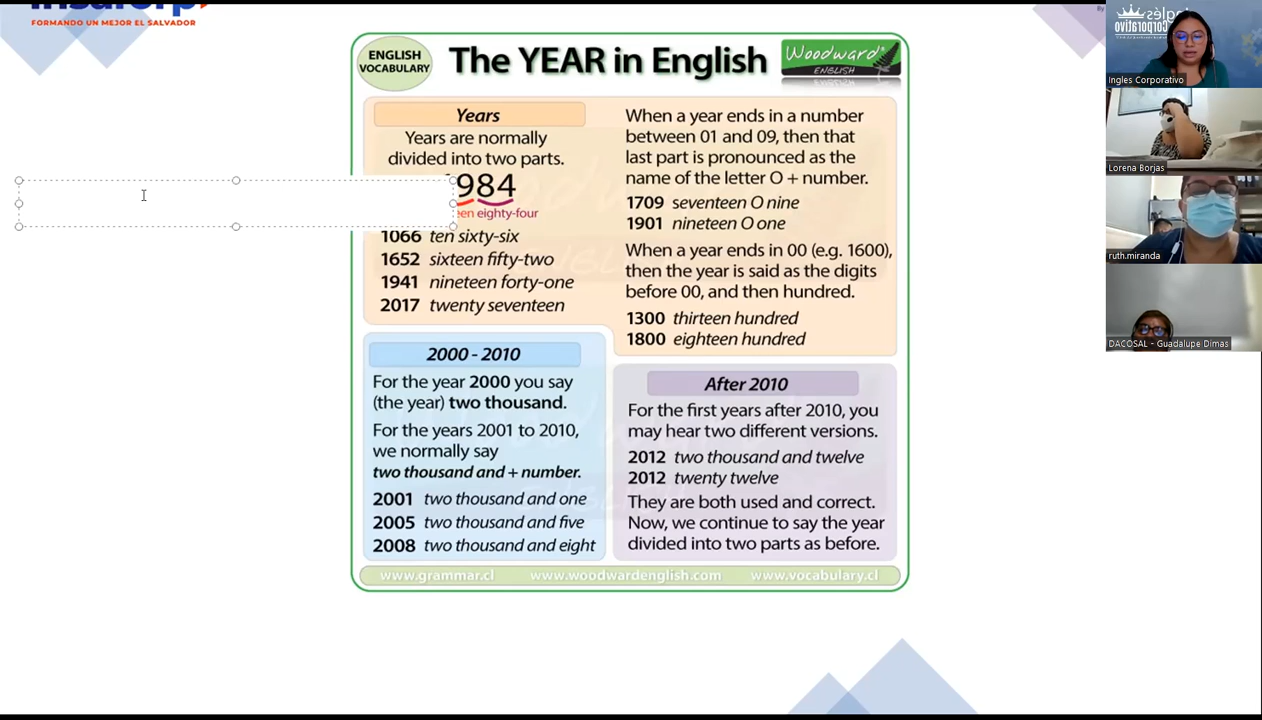 FORMANDO UN MEJOR EL SALVADOR
ENGLISH
VOCABULARY
The YEAR in English
Woodward®
ENGLISH
Years
Years are normally
divided into two parts.
984
een eighty-four
1066 ten sixty-six
1652 sixteen fifty-two
1941 nineteen forty-one
2017 twenty seventeen
When a year ends in a number
between 01 and 09, then that
last part is pronounced as the
name of the letter O + number.
1709 seventeen O nine
1901 nineteen O one
When a year ends in 00 (e.g. 1600),
then the year is said as the digits
before 00, and then hundred.
1300 thirteen hundred
1800 eighteen hundred
2000 - 2010
For the year 2000 you say
(the year) two thousand.
For the years 2001 to 2010,
we normally say
two thousand and + number.
2001 two thousand and one
2005 two thousand and five
2008 two thousand and eight
After 2010
For the first years after 2010, you
may hear two different versions.
2012 two thousand and twelve
2012 twenty twelve
They are both used and correct.
Now, we continue to say the year
divided into two parts as before.
www.grammar.cl www.woodwardenglish.com www.vocabulary.cl
Ingles Corporativo
Lorena Borjas
ruth.miranda
DACOSAL - Guadalupe Dimas